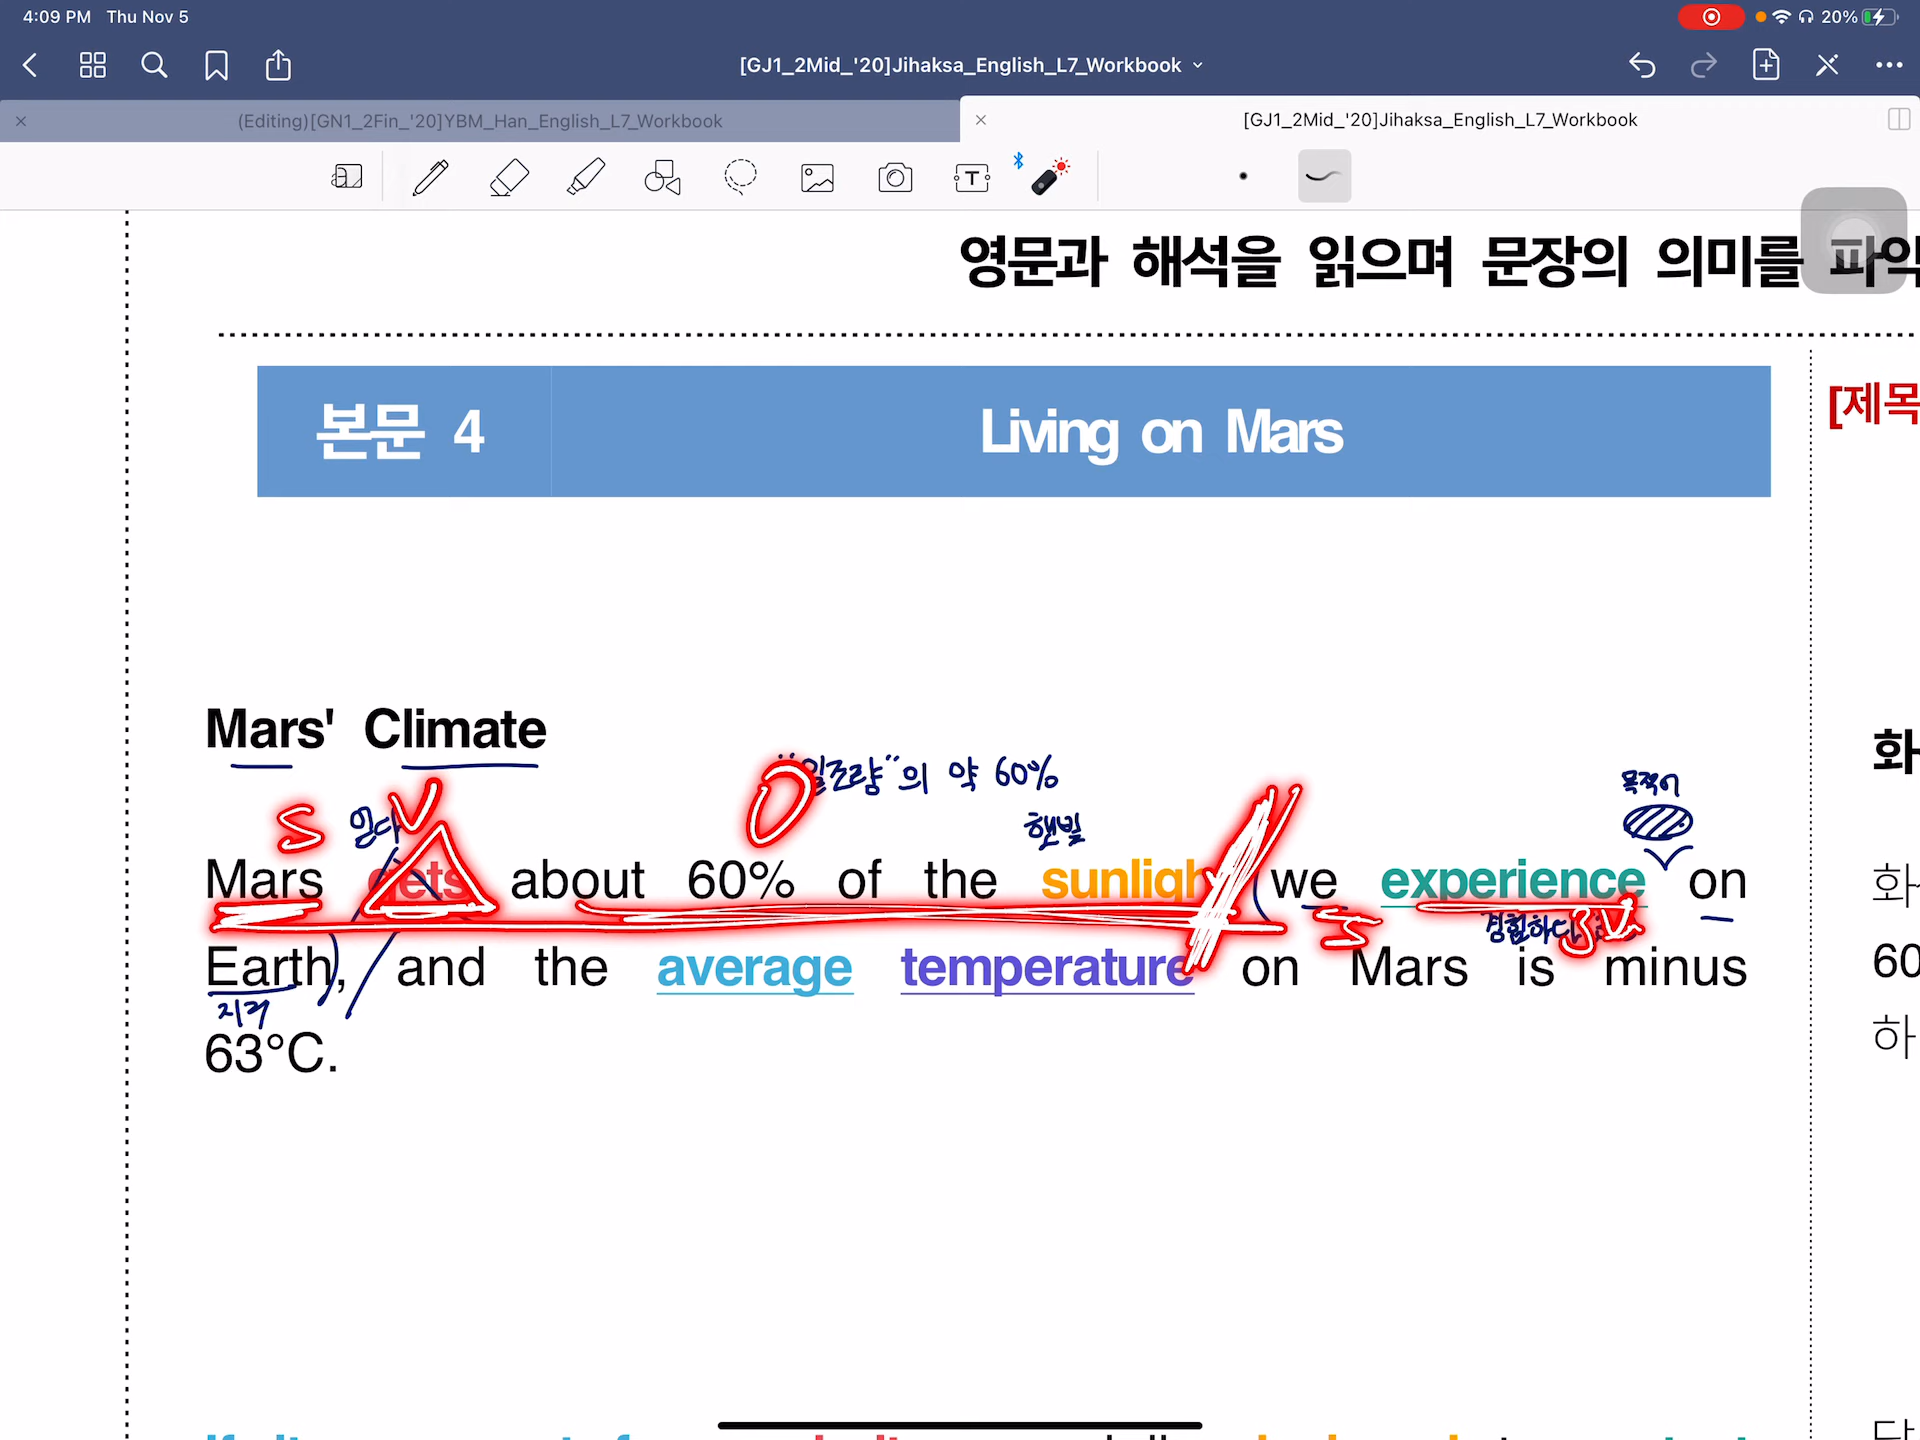 4:09 PM Thu Nov 5 20%
[GJ1_2Mid_'20]Jihaksa_English_L7_Workbook
(Editing)[GN1_2Fin_'20]YBM_Han_English_L7_Workbook
[GJ1_2Mid_'20]Jihaksa_English_L7_Workbook
영문과 해석을 읽으며 문장의 의미를 파악
본문 4 Living on Mars
[제목
Mars' Climate
화
"일조량"의 약 60%
목적어
S 얻다 V O 햇빛
Mars gets about 60% of the sunligh we experience on
화
S 경험하다 3 V
Earth, and the average temperature on Mars is minus
60
지구
63°C.
하